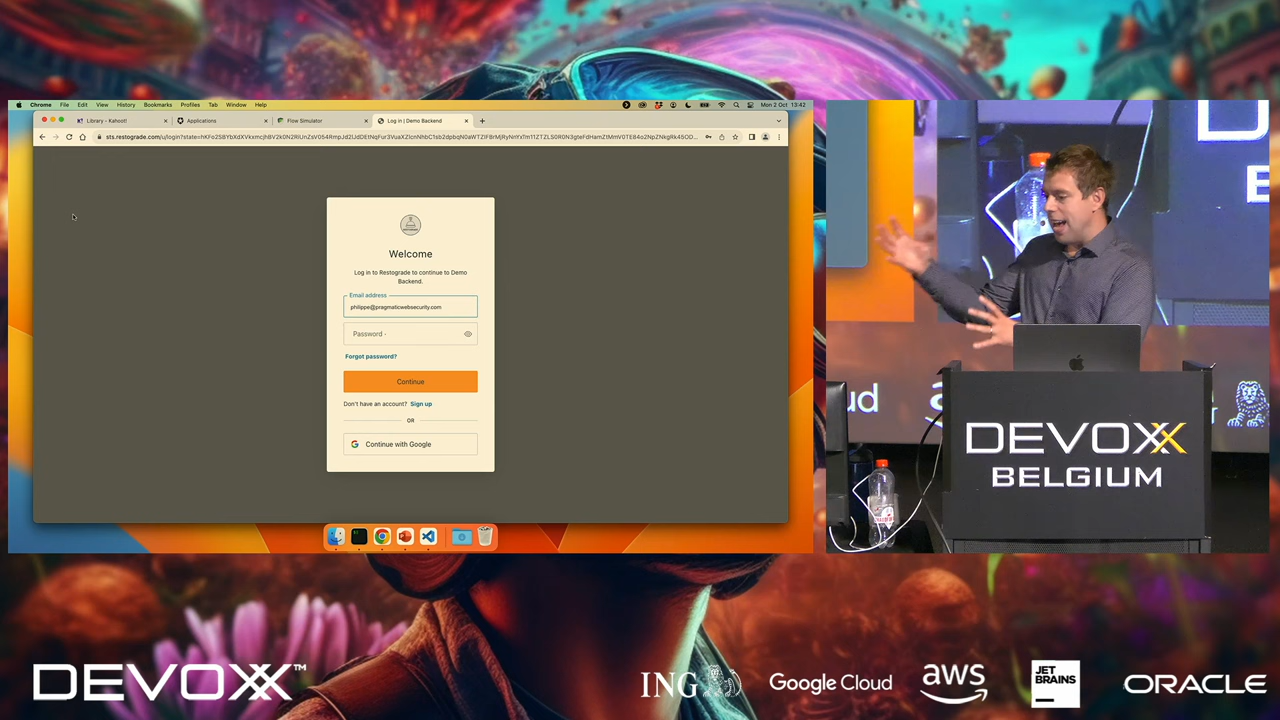 Chrome File Edit View History Bookmarks Profiles Tab Window Help
Mon 2 Oct 13:42
Library - Kahoot!
Applications
Flow Simulator
Log in | Demo Backend
Welcome
Log in to Restograde to continue to Demo
Backend.
Email address
philippe@pragmaticwebsecurity.com
Password *
Forgot password?
Continue
Don't have an account? Sign up
OR
Continue with Google
DEVOXX
BELGIUM
DEVOXX™
ING
Google Cloud
aws
JET
BRAINS
ORACLE